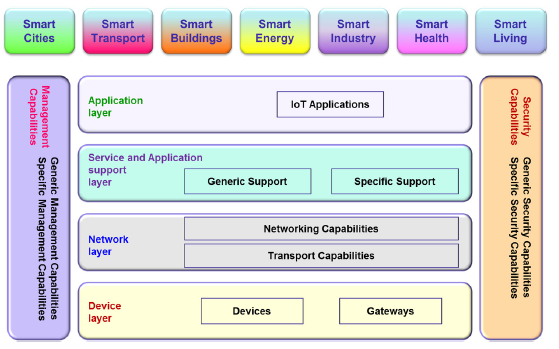 Smart
Cities
Smart
Transport
Smart
Buildings
Smart
Energy
Smart
Industry
Smart
Health
Smart
Living
Management
Capabilities
Generic Management Capabilities
Specific Management Capabilities
Application
layer
IoT Applications
Service and Application
support
layer
Generic Support
Specific Support
Network
layer
Networking Capabilities
Transport Capabilities
Device
layer
Devices
Gateways
Security
Capabilities
Generic Security Capabilities
Specific Security Capabilities